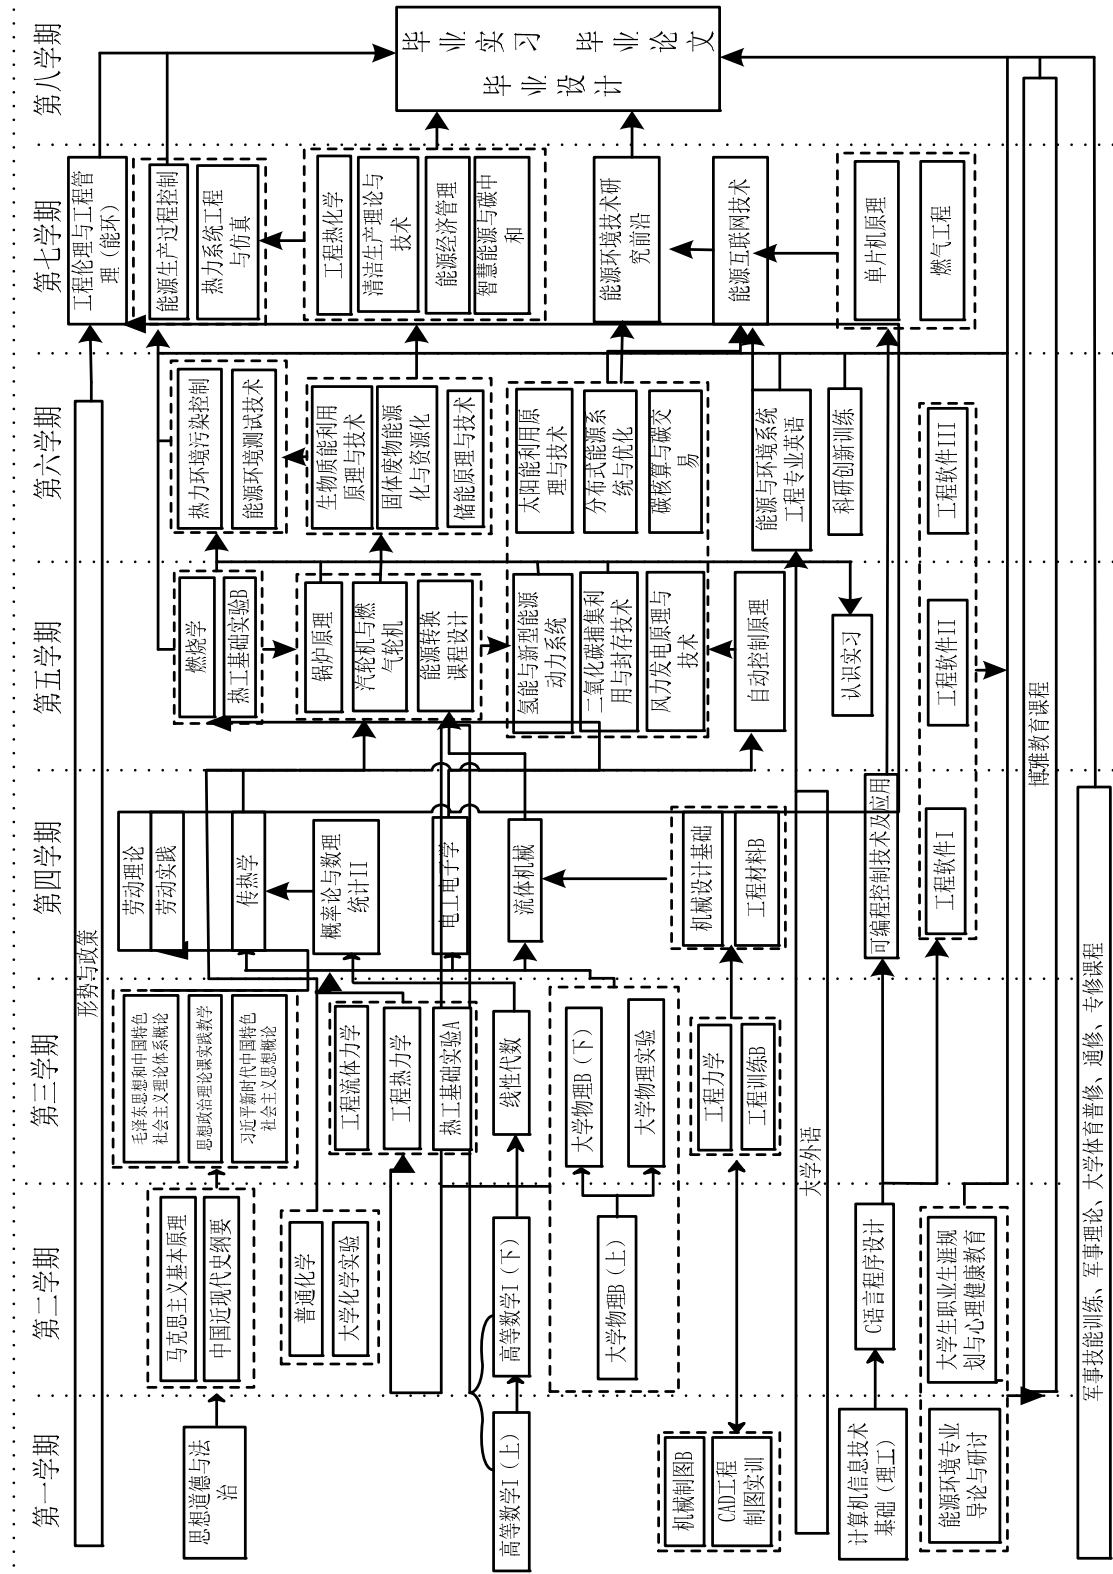 第一学期
第二学期
第三学期
第四学期
第五学期
第六学期
第七学期
第八学期
形势与政策
思想道德与法
治
马克思主义基本原理
中国近现代史纲要
毛泽东思想和中国特色
社会主义理论体系概论
思想政治理论课实践教学
习近平新时代中国特色
社会主义思想概论
劳动理论
劳动实践
工程伦理与工程管
理（能环）
普通化学
大学化学实验
工程流体力学
工程热力学
热工基础实验A
传热学
概率论与数理
统计II
电工电子学
流体机械
燃烧学
热工基础实验B
锅炉原理
汽轮机与燃
气轮机
能源转换
课程设计
热力环境污染控制
能源环境测试技术
生物质能利用
原理与技术
固体废物能源
化与资源化
储能原理与技术
能源生产过程控制
热力系统工程
与仿真
工程热化学
清洁生产理论与
技术
能源经济管理
智慧能源与碳中
和
毕业实习 毕业论文
毕业设计
高等数学I（上）
高等数学I（下）
线性代数
大学物理B（上）
大学物理B（下）
大学物理实验
氢能与新型能源
动力系统
二氧化碳捕集利
用与封存技术
风力发电原理与
技术
太阳能利用原
理与技术
分布式能源系
统与优化
碳核算与碳交
易
能源环境技术研
究前沿
机械制图B
CAD工程
制图实训
工程力学
工程训练B
机械设计基础
工程材料B
自动控制原理
能源互联网技术
大学外语
能源与环境系统
工程专业英语
科研创新训练
认识实习
计算机信息技术
基础（理工）
C语言程序设计
可编程控制技术及应用
单片机原理
燃气工程
能源环境专业
导论与研讨
大学生职业生涯规
划与心理健康教育
工程软件I
工程软件II
工程软件III
博雅教育课程
军事技能训练、军事理论、大学体育普修、通修、专修课程